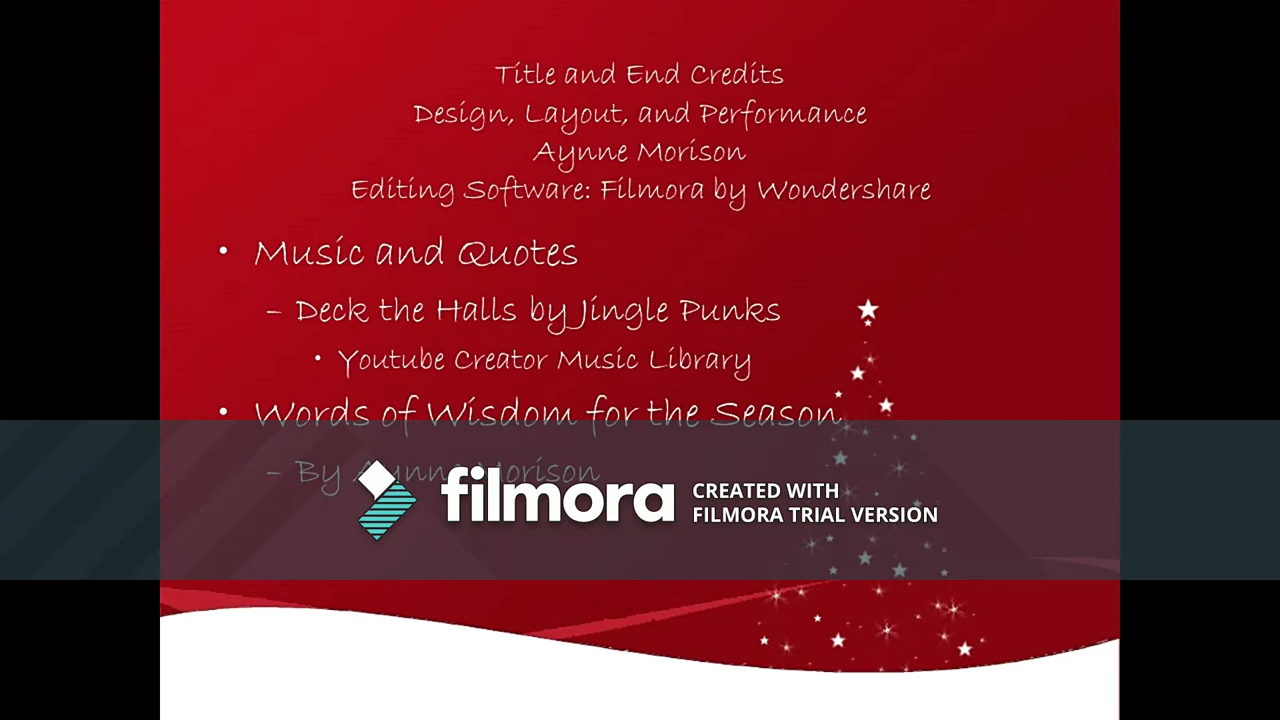 Title and End Credits
Design, Layout, and Performance
Aynne Morison
Editing Software: Filmora by Wondershare
• Music and Quotes
– Deck the Halls by Jingle Punks
• Youtube Creator Music Library
• Words of Wisdom for the Season
– By Aynne Morison
filmora
CREATED WITH
FILMORA TRIAL VERSION